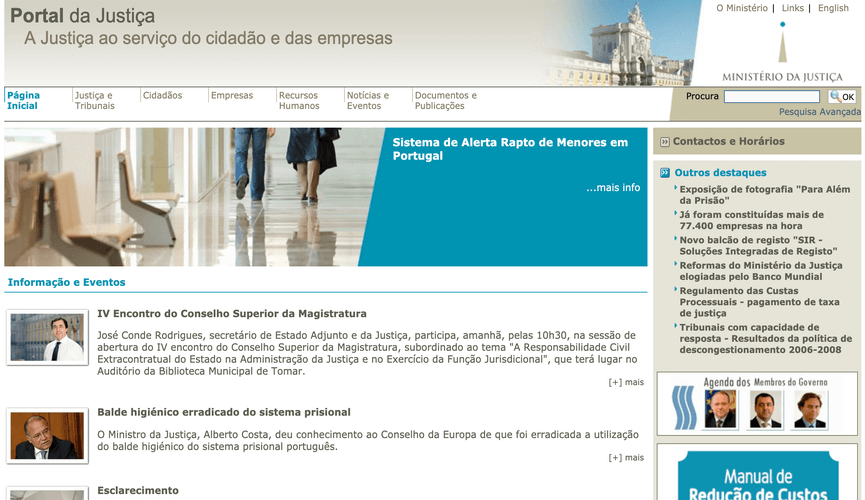 Portal da Justiça
A Justiça ao serviço do cidadão e das empresas
O Ministério | Links | English
MINISTÉRIO DA JUSTIÇA
Página
Inicial
Justiça e
Tribunais
Cidadãos
Empresas
Recursos
Humanos
Notícias e
Eventos
Documentos e
Publicações
Procura
OK
Pesquisa Avançada
Sistema de Alerta Rapto de Menores em
Portugal
...mais info
Informação e Eventos
IV Encontro do Conselho Superior da Magistratura
José Conde Rodrigues, secretário de Estado Adjunto e da Justiça, participa, amanhã, pelas 10h30, na sessão de
abertura do IV encontro do Conselho Superior da Magistratura, subordinado ao tema "A Responsabilidade Civil
Extracontratual do Estado na Administração da Justiça e no Exercício da Função Jurisdicional", que terá lugar no
Auditório da Biblioteca Municipal de Tomar.
[+] mais
Balde higiénico erradicado do sistema prisional
O Ministro da Justiça, Alberto Costa, deu conhecimento ao Conselho da Europa de que foi erradicada a utilização
do balde higiénico do sistema prisional português.
[+] mais
Esclarecimento
Contactos e Horários
Outros destaques
Exposição de fotografia "Para Além
da Prisão"
Já foram constituídas mais de
77.400 empresas na hora
Novo balcão de registo "SIR -
Soluções Integradas de Registo"
Reformas do Ministério da Justiça
elogiadas pelo Banco Mundial
Regulamento das Custas
Processuais - pagamento de taxa
de justiça
Tribunais com capacidade de
resposta - Resultados da política de
descongestionamento 2006-2008
Agenda dos Membros do Governo
Manual de
Redução de Custos